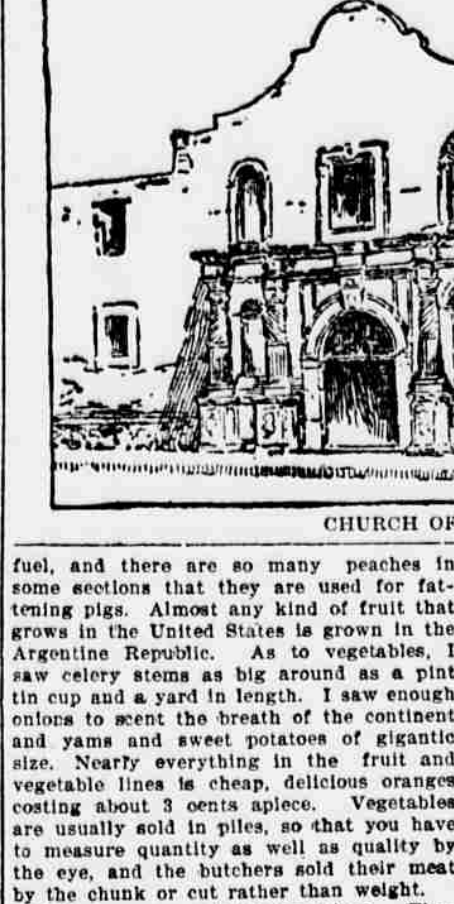 CHURCH OF
fuel, and there are so many peaches in
some sections that they are used for fat-
tening pigs. Almost any kind of fruit that
grows in the United States is grown in the
Argentine Republic. As to vegetables, I
saw celery stems as big around as a pint
tin cup and a yard in length. I saw enough
onions to scent the breath of the continent
and yams and sweet potatoes of gigantic
size. Nearly everything in the fruit and
vegetable lines is cheap, delicious oranges
costing about 3 cents apiece. Vegetables
are usually sold in piles, so that you have
to measure quantity as well as quality by
the eye, and the butchers sold their meat
by the chunk or cut rather than weight.